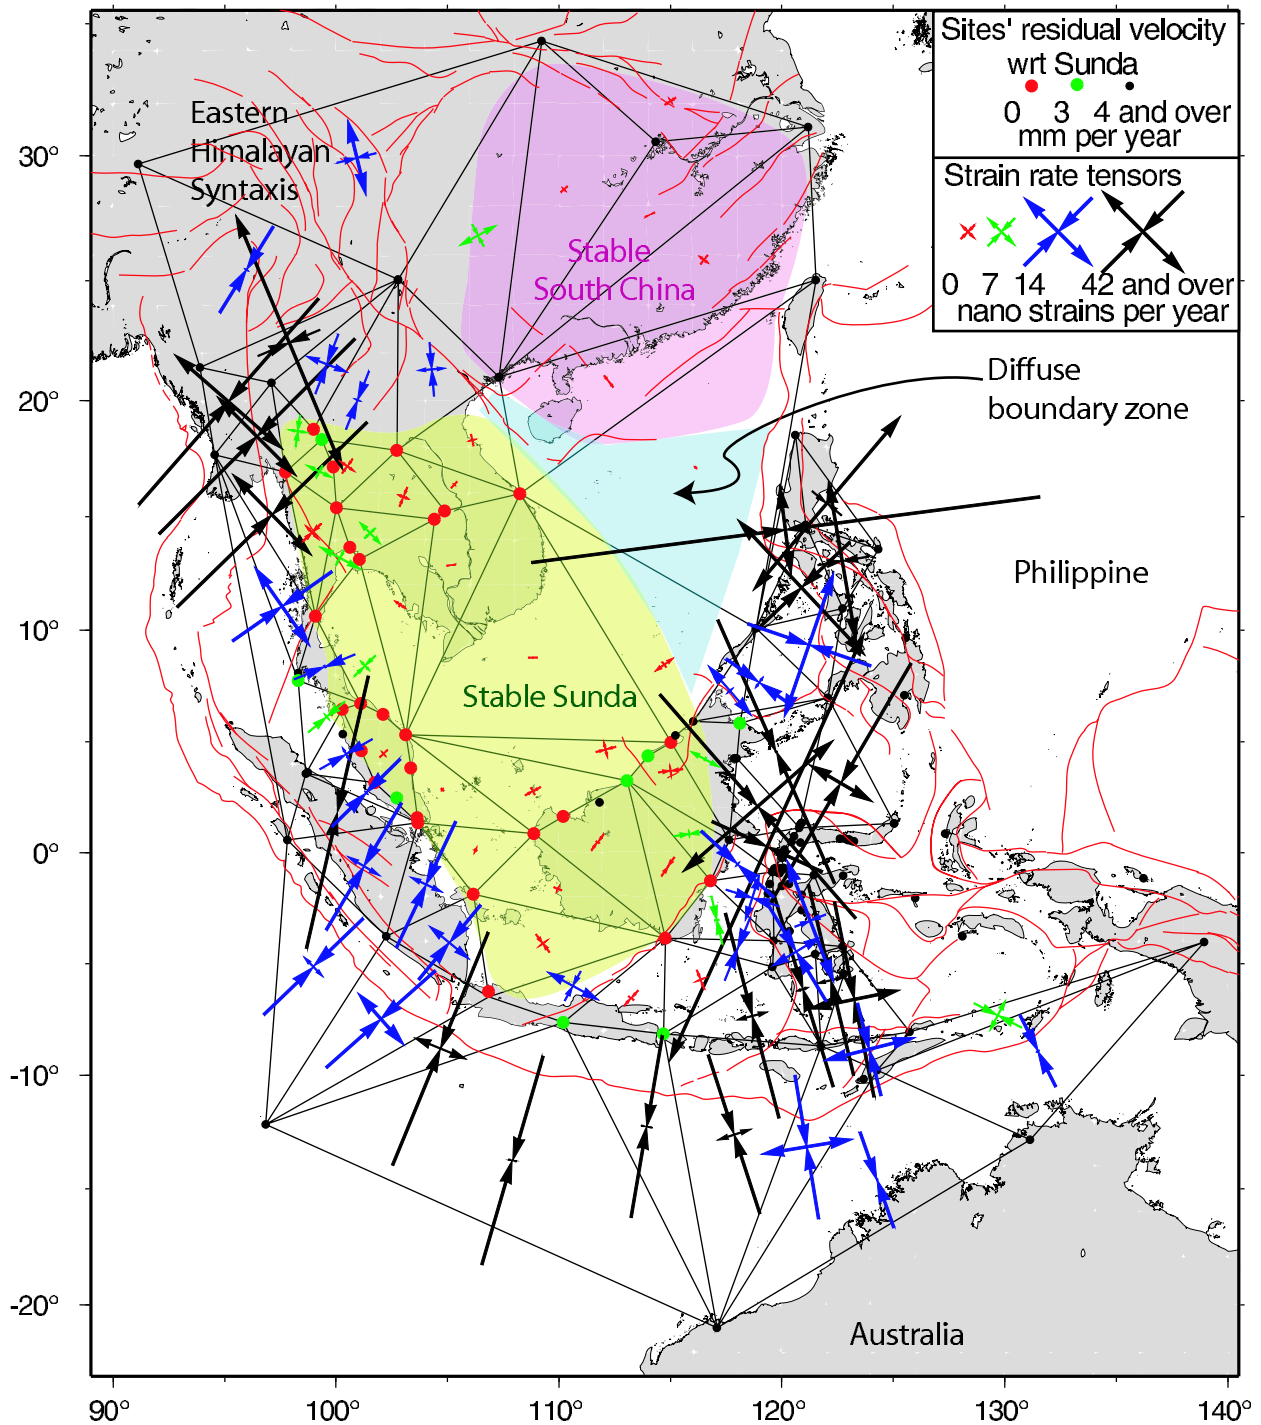 Sites' residual velocity
wrt Sunda
0 3 4 and over
mm per year
Strain rate tensors
0 7 14 42 and over
nano strains per year
Eastern
Himalayan
Syntaxis
Stable
South China
Diffuse
boundary zone
Philippine
Stable Sunda
Australia
30°
20°
10°
0°
-10°
-20°
90° 100° 110° 120° 130° 140°